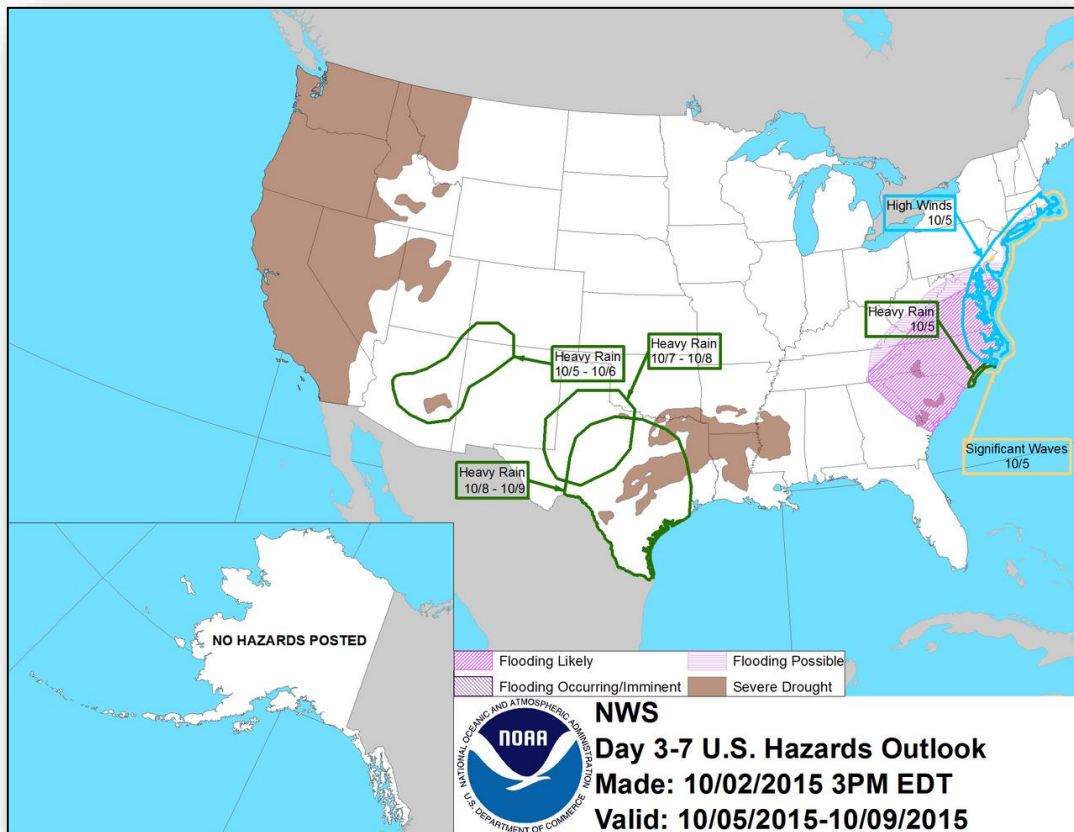 High Winds
10/5
Heavy Rain
10/5
Heavy Rain
10/7 - 10/8
Heavy Rain
10/5 - 10/6
Significant Waves
10/5
Heavy Rain
10/8 - 10/9
NO HAZARDS POSTED
Flooding Likely
Flooding Possible
Flooding Occurring/Imminent
Severe Drought
NATIONAL OCEANIC AND ATMOSPHERIC ADMINISTRATION
NOAA
U.S. DEPARTMENT OF COMMERCE
NWS
Day 3-7 U.S. Hazards Outlook
Made: 10/02/2015 3PM EDT
Valid: 10/05/2015-10/09/2015